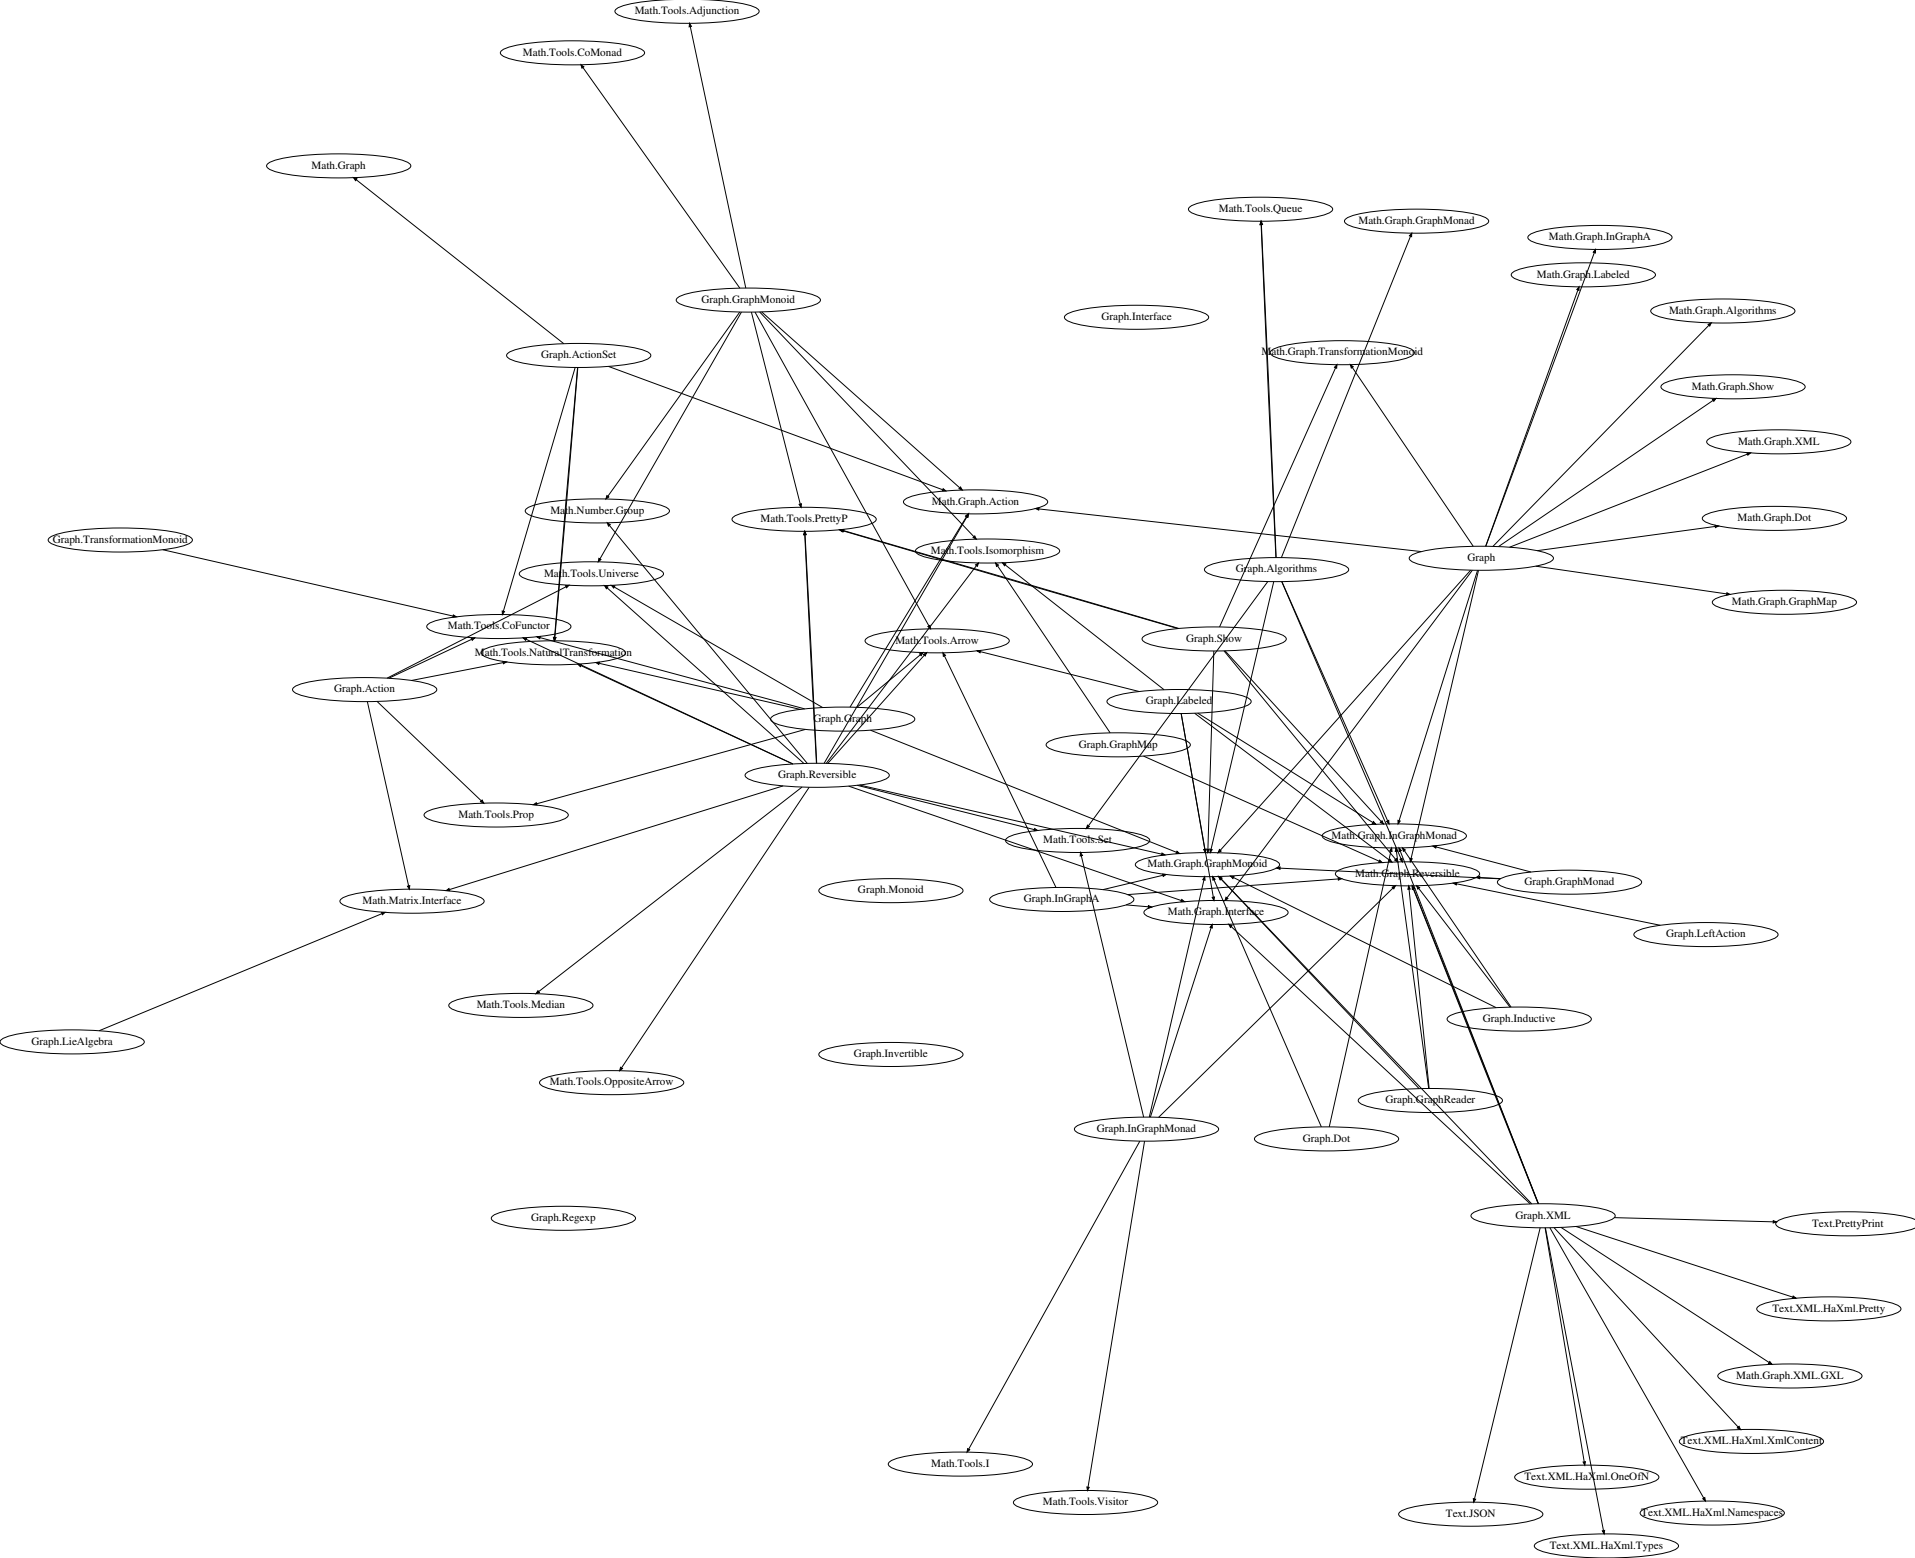 Math.Tools.Adjunction
Math.Tools.CoMonad
Math.Graph
Math.Tools.Queue
Math.Graph.GraphMonad
Math.Graph.InGraphA
Math.Graph.Labeled
Graph.GraphMonoid
Math.Graph.Algorithms
Graph.Interface
Math.Graph.TransformationMonoid
Graph.ActionSet
Math.Graph.Show
Math.Graph.XML
Math.Graph.Action
Math.Number.Group
Math.Tools.PrettyP
Math.Graph.Dot
Graph.TransformationMonoid
Math.Tools.Isomorphism
Graph
Graph.Algorithms
Math.Tools.Universe
Math.Graph.GraphMap
Math.Tools.CoFunctor
Graph.Show
Math.Tools.Arrow
Math.Tools.NaturalTransformation
Graph.Action
Graph.Labeled
Graph.Graph
Graph.GraphMap
Graph.Reversible
Math.Tools.Prop
Math.Graph.InGraphMonad
Math.Tools.Set
Math.Graph.GraphMonoid
Math.Graph.Reversible
Graph.GraphMonad
Graph.Monoid
Graph.InGraphA
Math.Matrix.Interface
Math.Graph.Interface
Graph.LeftAction
Math.Tools.Median
Graph.Inductive
Graph.LieAlgebra
Graph.Invertible
Math.Tools.OppositeArrow
Graph.GraphReader
Graph.InGraphMonad
Graph.Dot
Graph.XML
Graph.Regexp
Text.PrettyPrint
Text.XML.HaXml.Pretty
Math.Graph.XML.GXL
Text.XML.HaXml.XmlContent
Math.Tools.I
Text.XML.HaXml.OneOfN
Math.Tools.Visitor
Text.JSON
Text.XML.HaXml.Namespaces
Text.XML.HaXml.Types